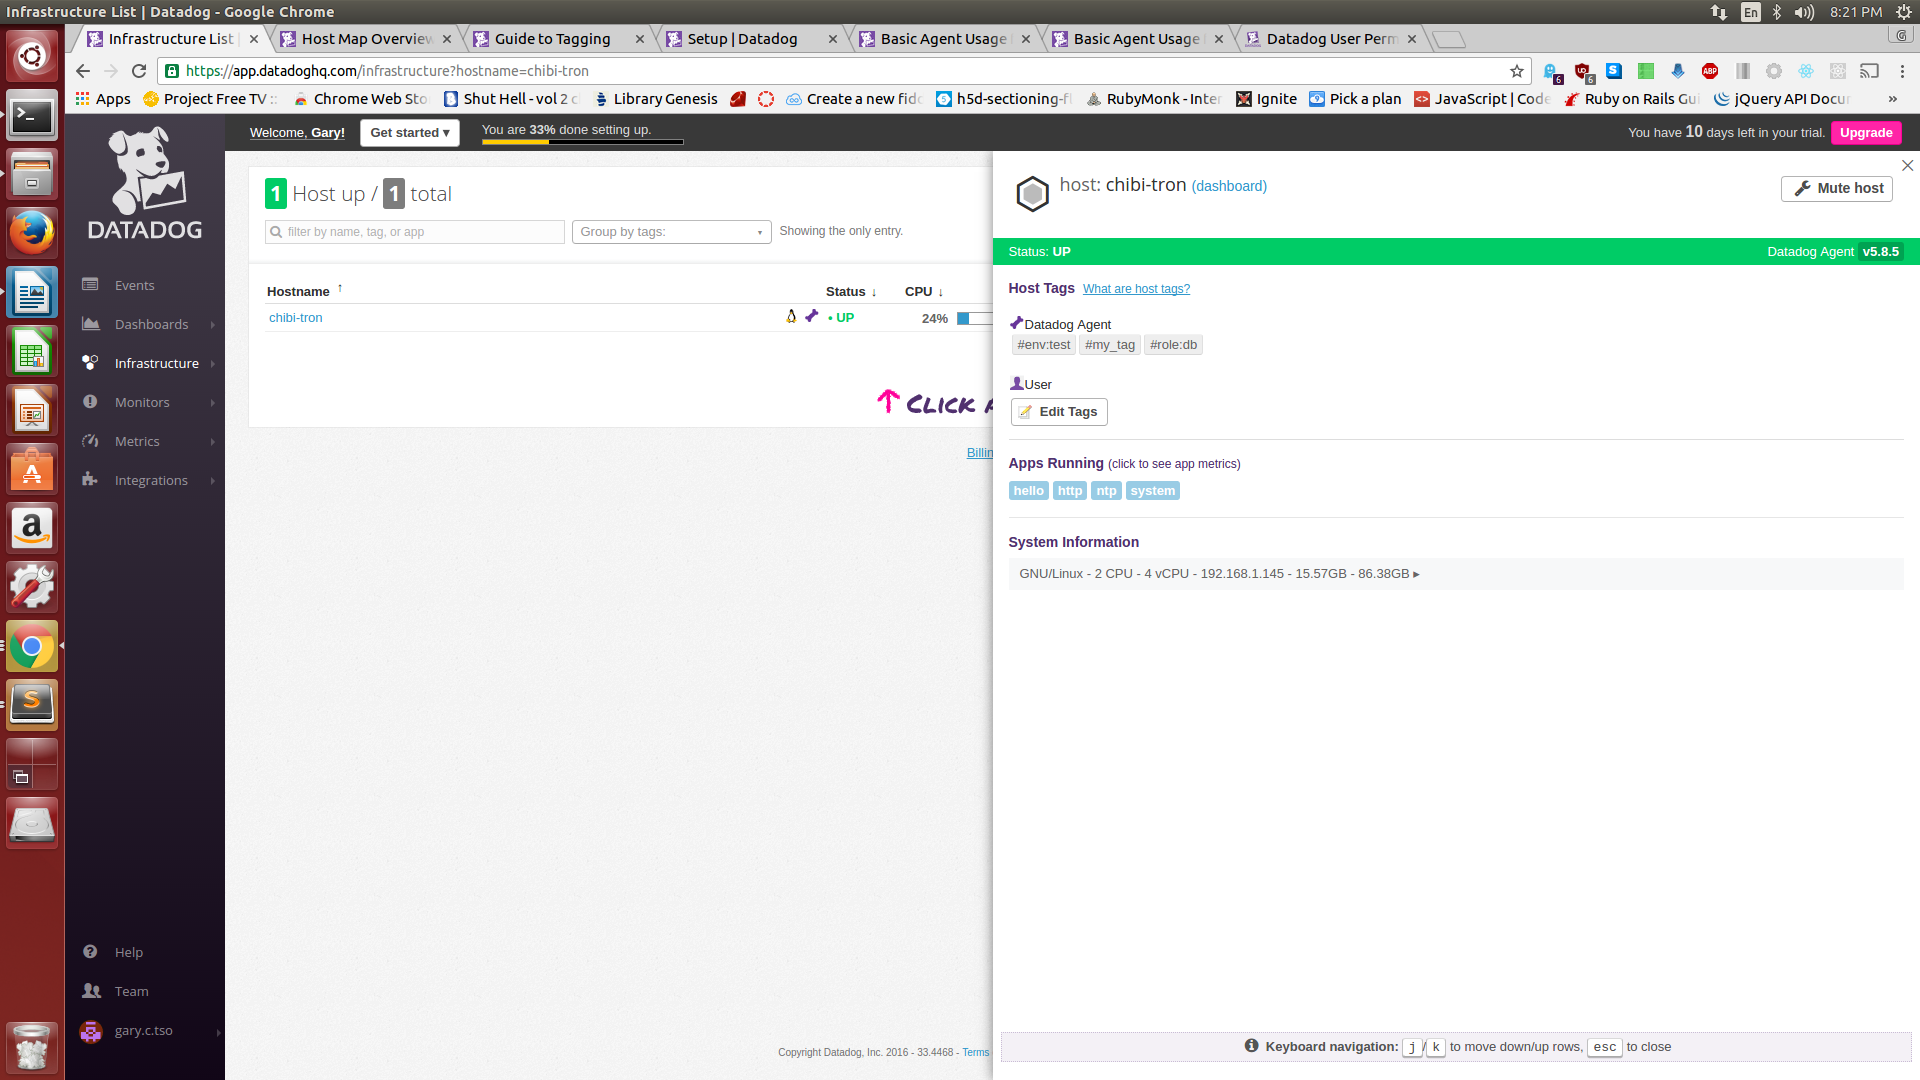 Infrastructure List | Datadog - Google Chrome
En
8:21 PM
Infrastructure List |
Host Map Overview
Guide to Tagging
Setup | Datadog
Basic Agent Usage
Basic Agent Usage
Datadog User Perm
https://app.datadoghq.com/infrastructure?hostname=chibi-tron
6
6
ABP
Apps
Project Free TV ::
Chrome Web Sto
Shut Hell - vol 2 c
Library Genesis
Create a new fidd
h5d-sectioning-fl
RubyMonk - Inter
Ignite
Pick a plan
JavaScript | Code
Ruby on Rails Gui
jQuery API Docum
»
DATADOG
Welcome, Gary!
Get started ▾
You are 33% done setting up.
You have 10 days left in your trial.
Upgrade
Events
Dashboards
Infrastructure
Monitors
Metrics
Integrations
Help
Team
gary.c.tso
1 Host up / 1 total
filter by name, tag, or app
Group by tags:
Showing the only entry.
Hostname ↑
Status ↓
CPU ↓
chibi-tron
• UP
24%
CLICK
Billin
Copyright Datadog, Inc. 2016 - 33.4468 - Terms
host: chibi-tron (dashboard)
Mute host
Status: UP
Datadog Agent v5.8.5
Host Tags What are host tags?
Datadog Agent
#env:test #my_tag #role:db
User
Edit Tags
Apps Running (click to see app metrics)
hello http ntp system
System Information
GNU/Linux - 2 CPU - 4 vCPU - 192.168.1.145 - 15.57GB - 86.38GB ▸
Keyboard navigation: j / k to move down/up rows, esc to close